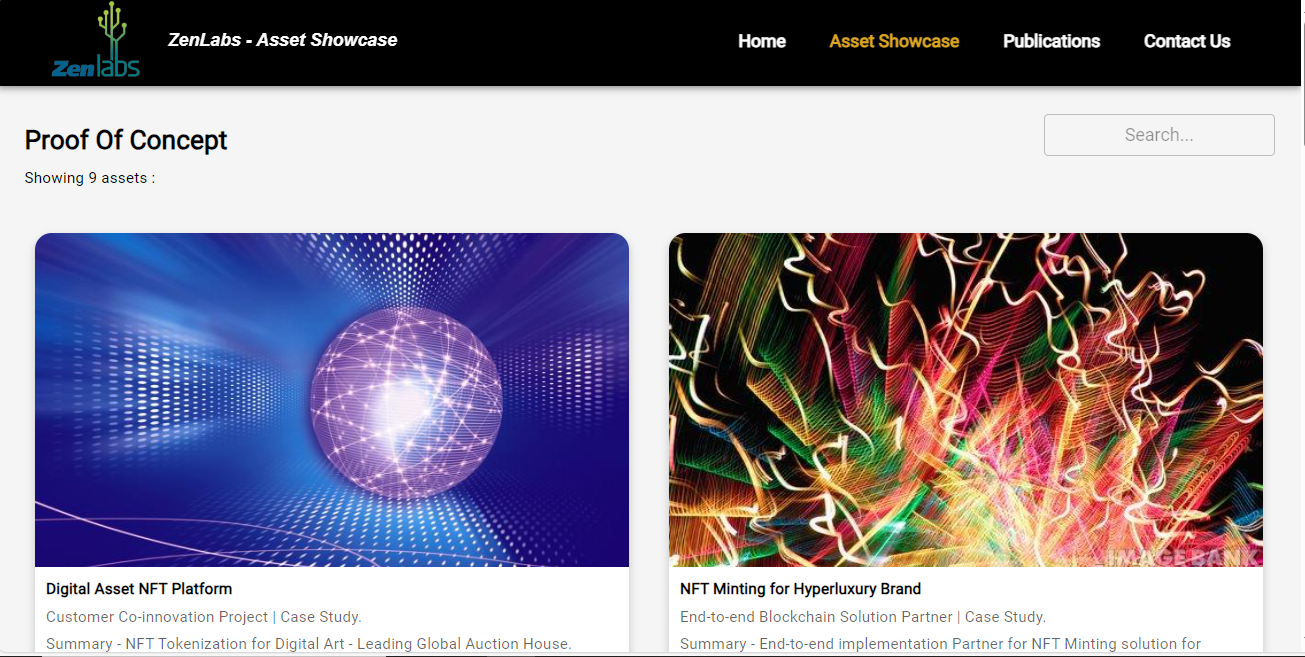 Zenlabs
ZenLabs - Asset Showcase
Home
Asset Showcase
Publications
Contact Us
Proof Of Concept
Search...
Showing 9 assets :
IMAGE BANK
Digital Asset NFT Platform
Customer Co-innovation Project | Case Study.
Summary - NFT Tokenization for Digital Art - Leading Global Auction House.
NFT Minting for Hyperluxury Brand
End-to-end Blockchain Solution Partner | Case Study.
Summary - End-to-end implementation Partner for NFT Minting solution for